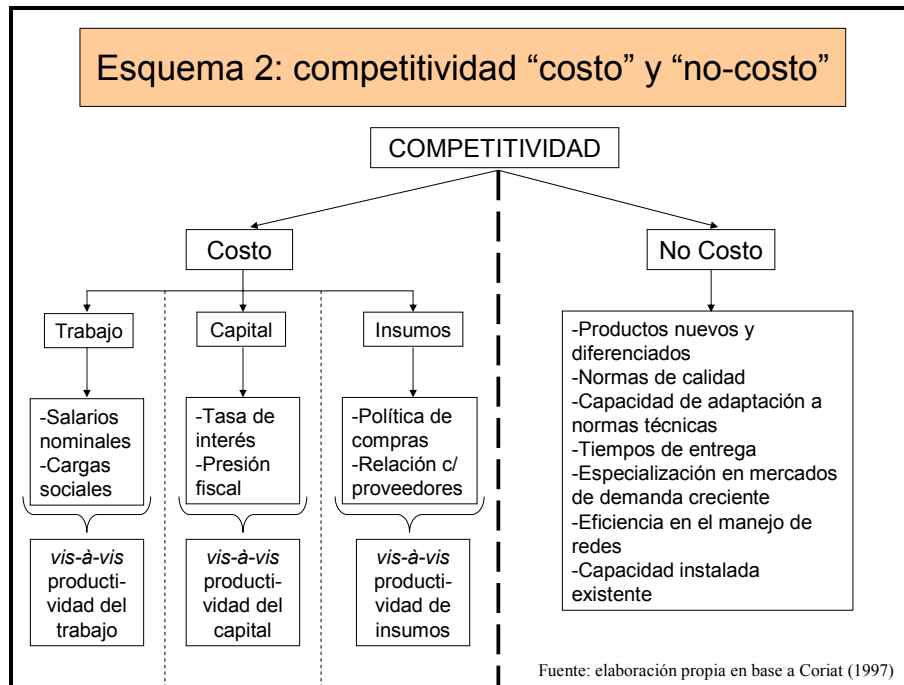 Esquema 2: competitividad “costo” y “no-costo”
COMPETITIVIDAD
Costo
No Costo
Trabajo
Capital
Insumos
-Salarios
nominales
-Cargas
sociales
-Tasa de
interés
-Presión
fiscal
-Política de
compras
-Relación c/
proveedores
vis-à-vis
producti-
vidad del
trabajo
vis-à-vis
producti-
vidad del
capital
vis-à-vis
producti-
vidad de
insumos
-Productos nuevos y
diferenciados
-Normas de calidad
-Capacidad de adaptación a
normas técnicas
-Tiempos de entrega
-Especialización en mercados
de demanda creciente
-Eficiencia en el manejo de
redes
-Capacidad instalada
existente
Fuente: elaboración propia en base a Coriat (1997)